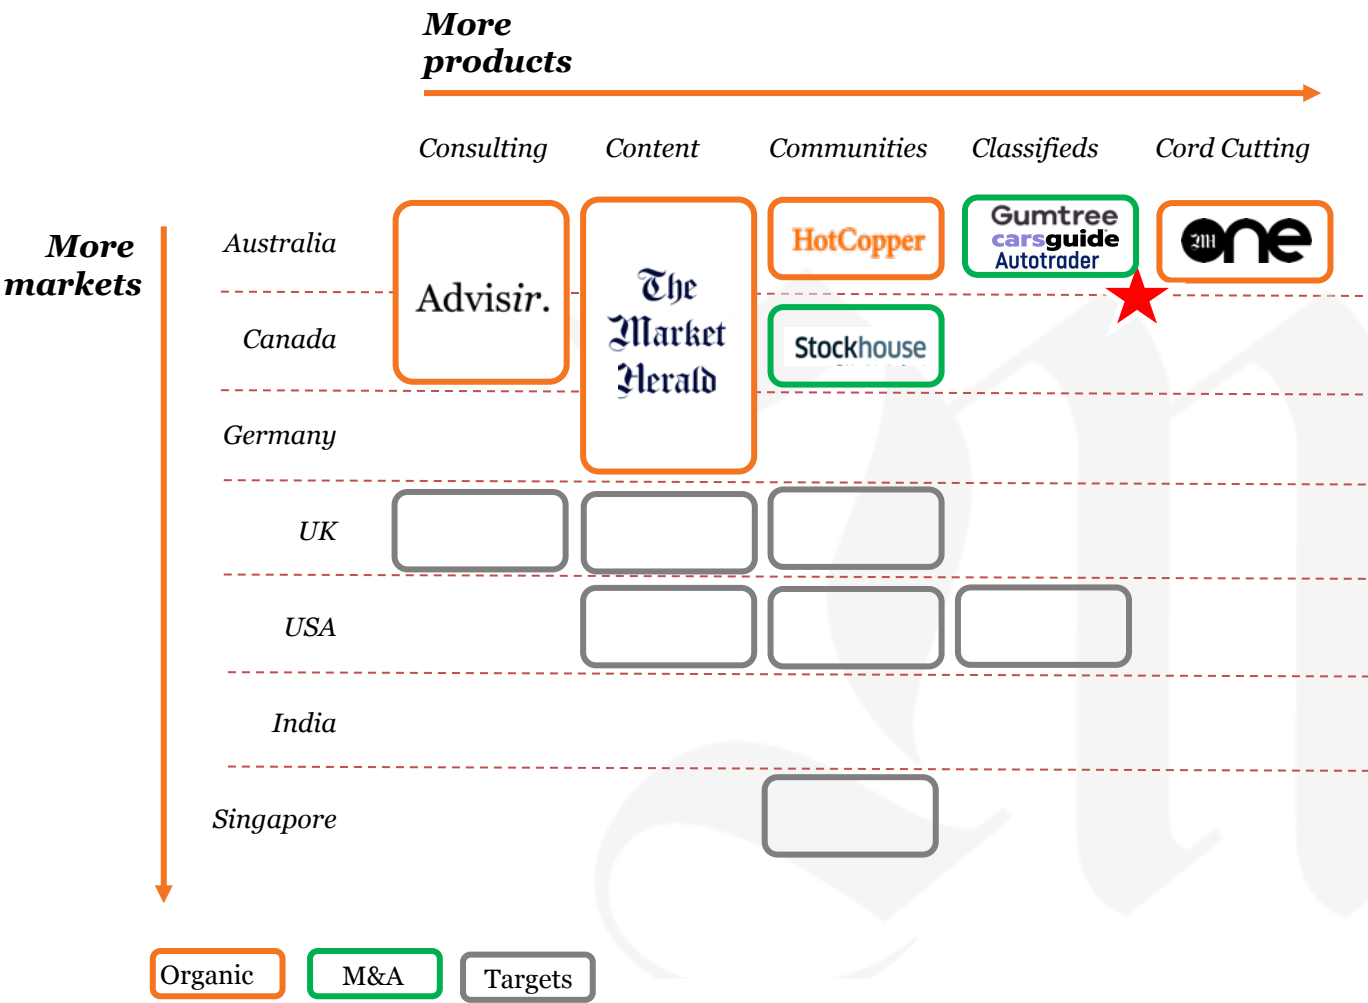 More
products
Consulting Content Communities Classifieds Cord Cutting
More
markets
Australia
HotCopper
Gumtree
carsguide
Autotrader
one
Advisir.
The
Market
Herald
Canada
Stockhouse
Germany
UK
USA
India
Singapore
Organic
M&A
Targets